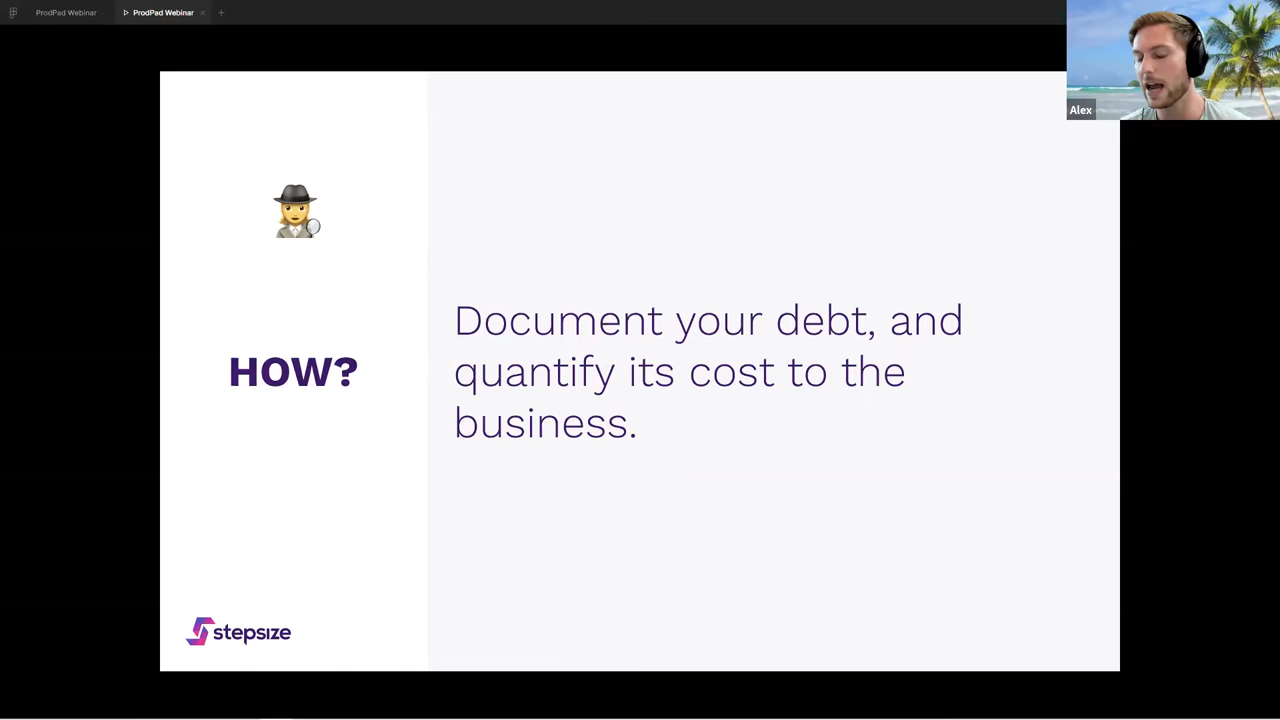 ProdPad Webinar
ProdPad Webinar
Alex
HOW?
Document your debt, and
quantify its cost to the
business.
stepsize